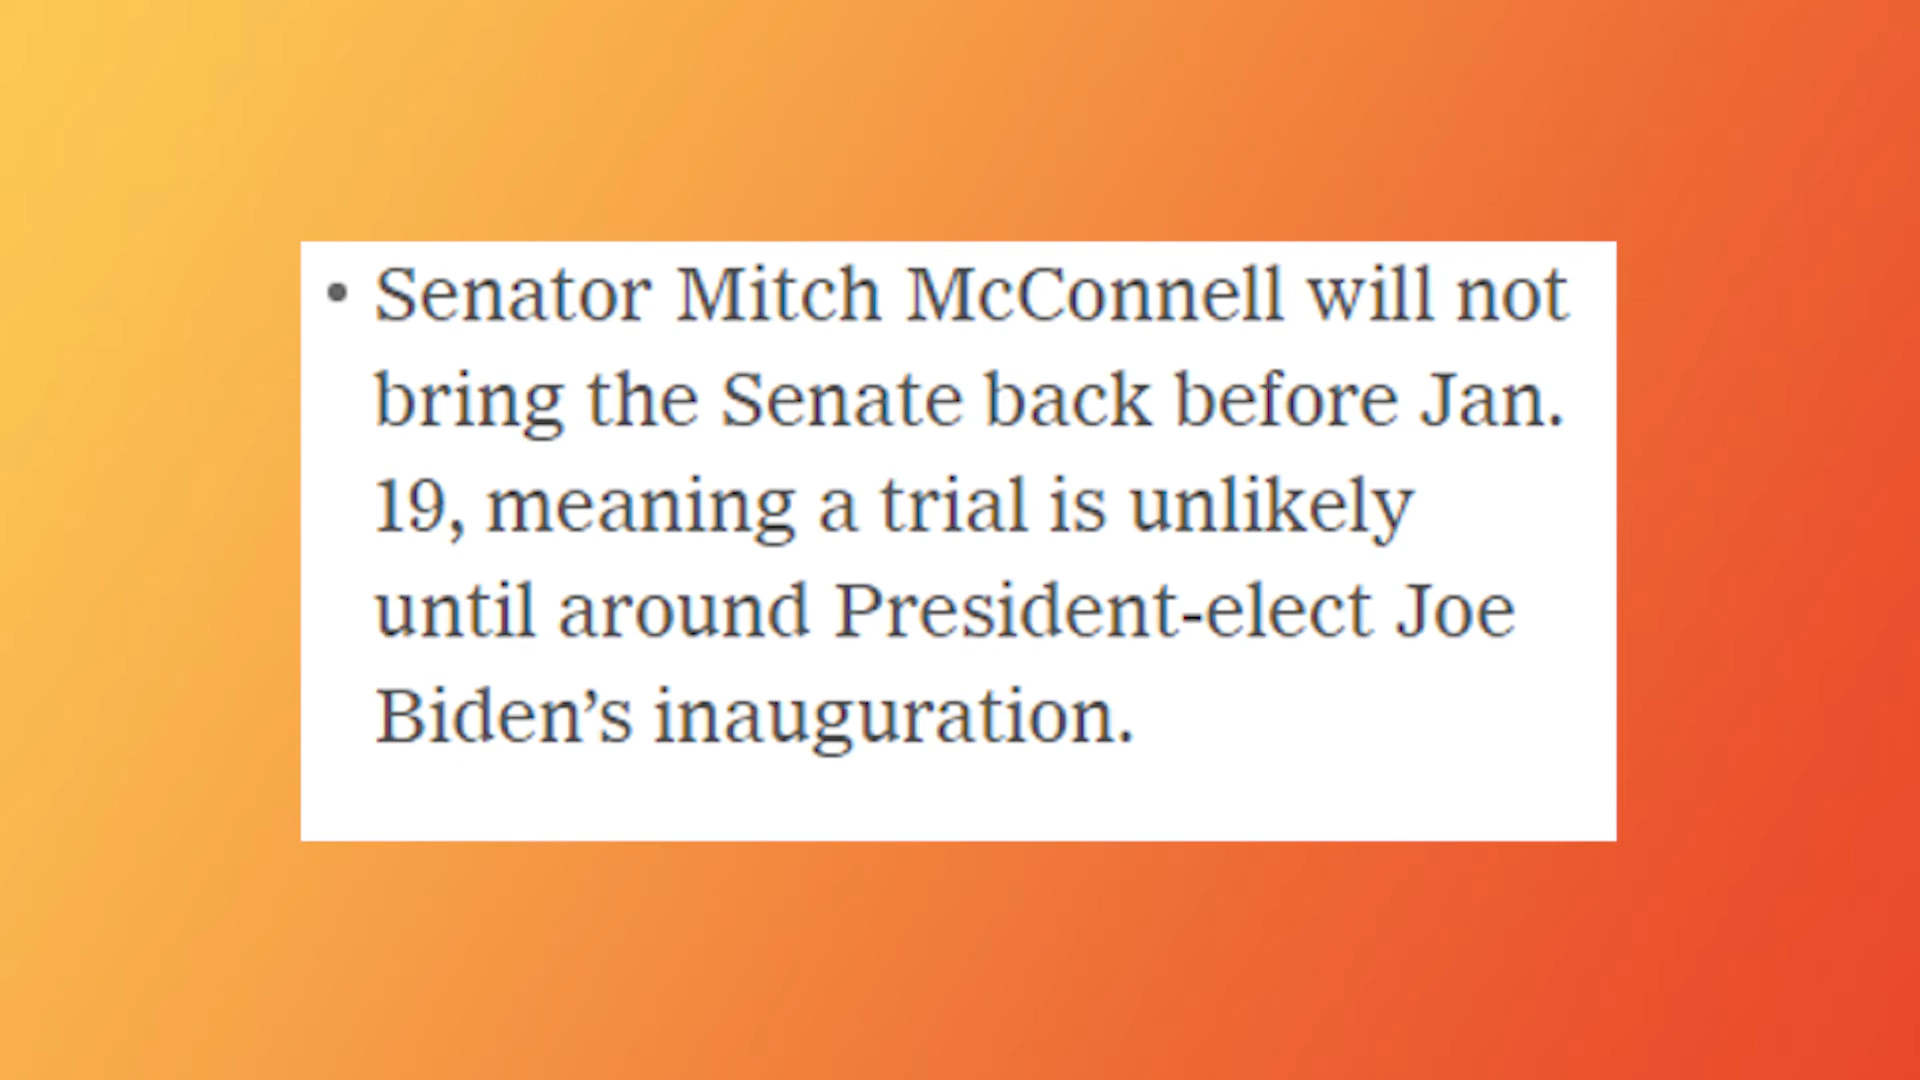 • Senator Mitch McConnell will not
bring the Senate back before Jan.
19, meaning a trial is unlikely
until around President-elect Joe
Biden’s inauguration.